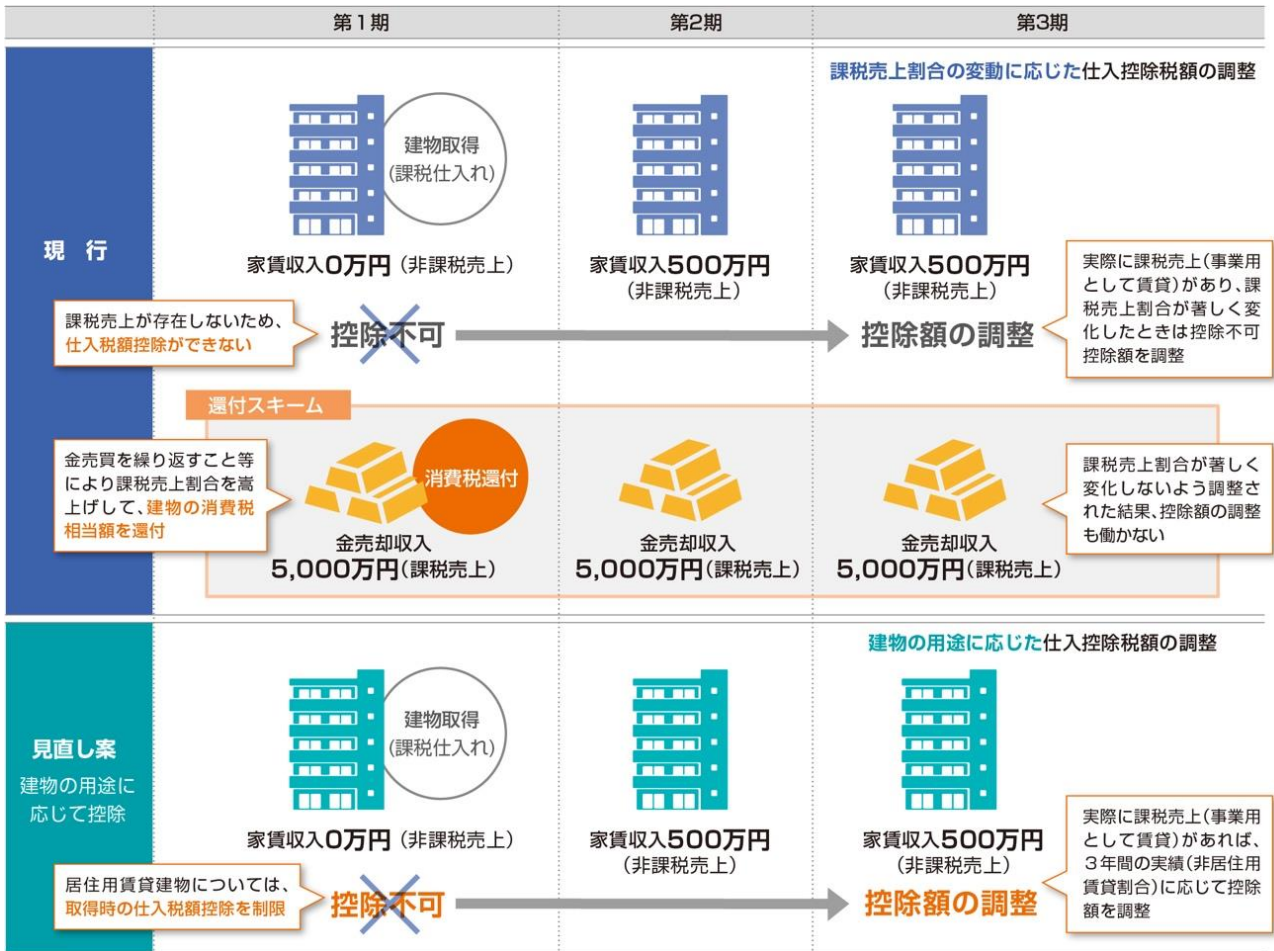 第1期
第2期
第3期
現 行
課税売上割合の変動に応じた仕入控除税額の調整
建物取得
(課税仕入れ)
家賃収入0万円 (非課税売上)
家賃収入500万円
(非課税売上)
家賃収入500万円
(非課税売上)
課税売上が存在しないため、
仕入税額控除ができない
控除不可
控除額の調整
実際に課税売上(事業用
として賃貸)があり、課
税売上割合が著しく変
化したときは控除不可
控除額を調整
還付スキーム
金売買を繰り返すこと等
により課税売上割合を嵩
上げして、建物の消費税
相当額を還付
消費税還付
金売却収入
5,000万円(課税売上)
金売却収入
5,000万円(課税売上)
金売却収入
5,000万円(課税売上)
課税売上割合が著しく
変化しないよう調整さ
れた結果、控除額の調整
も働かない
見直し案
建物の用途に
応じて控除
建物の用途に応じた仕入控除税額の調整
建物取得
(課税仕入れ)
家賃収入0万円 (非課税売上)
家賃収入500万円
(非課税売上)
家賃収入500万円
(非課税売上)
居住用賃貸建物については、
取得時の仕入税額控除を制限
控除不可
控除額の調整
実際に課税売上(事業用
として賃貸)があれば、
3年間の実績(非居住用
賃貸割合)に応じて控除
額を調整